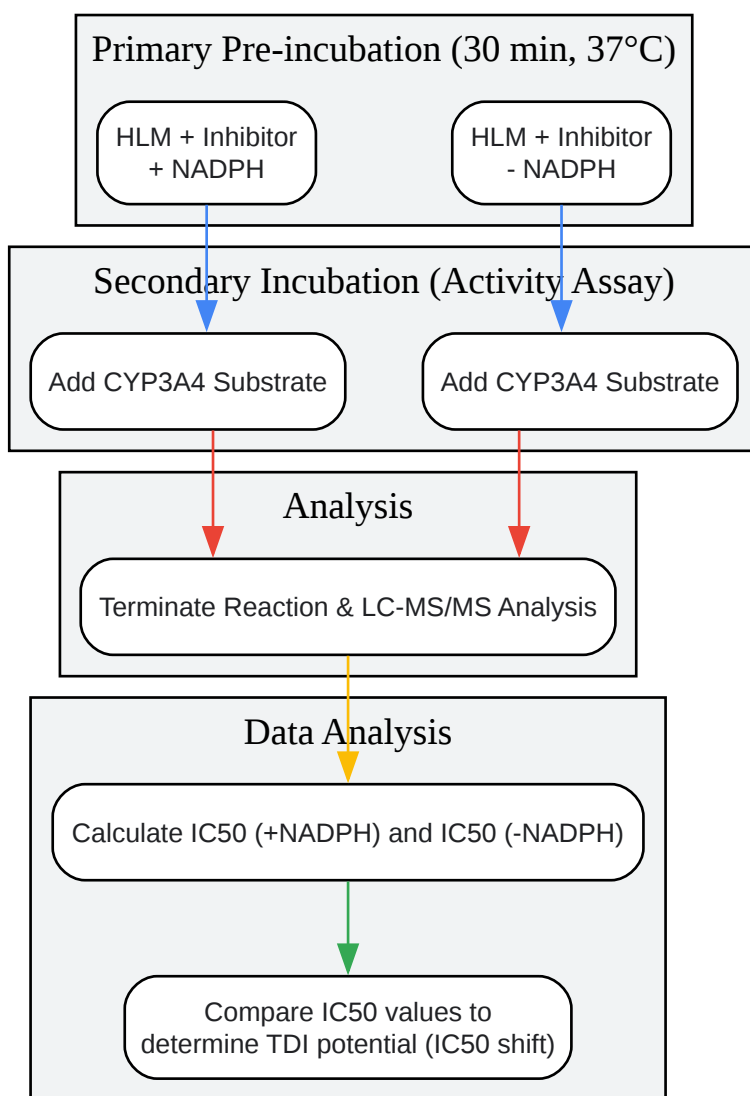 Primary Pre-incubation (30 min, 37°C)
HLM + Inhibitor
+ NADPH
HLM + Inhibitor
- NADPH
Secondary Incubation (Activity Assay)
Add CYP3A4 Substrate
Add CYP3A4 Substrate
Analysis
Terminate Reaction & LC-MS/MS Analysis
Data Analysis
Calculate IC50 (+NADPH) and IC50 (-NADPH)
Compare IC50 values to
determine TDI potential (IC50 shift)